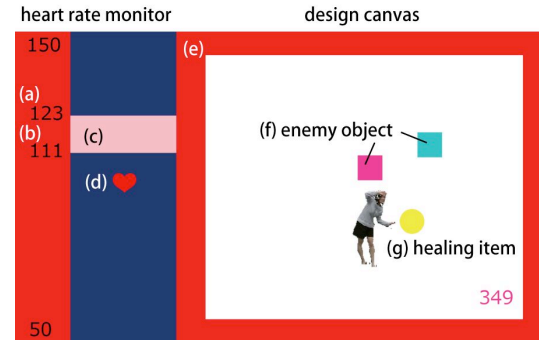 heart rate monitor
design canvas
150
(e)
(a)
123
(b)
(c)
111
(f) enemy object
(d)
(g) healing item
349
50